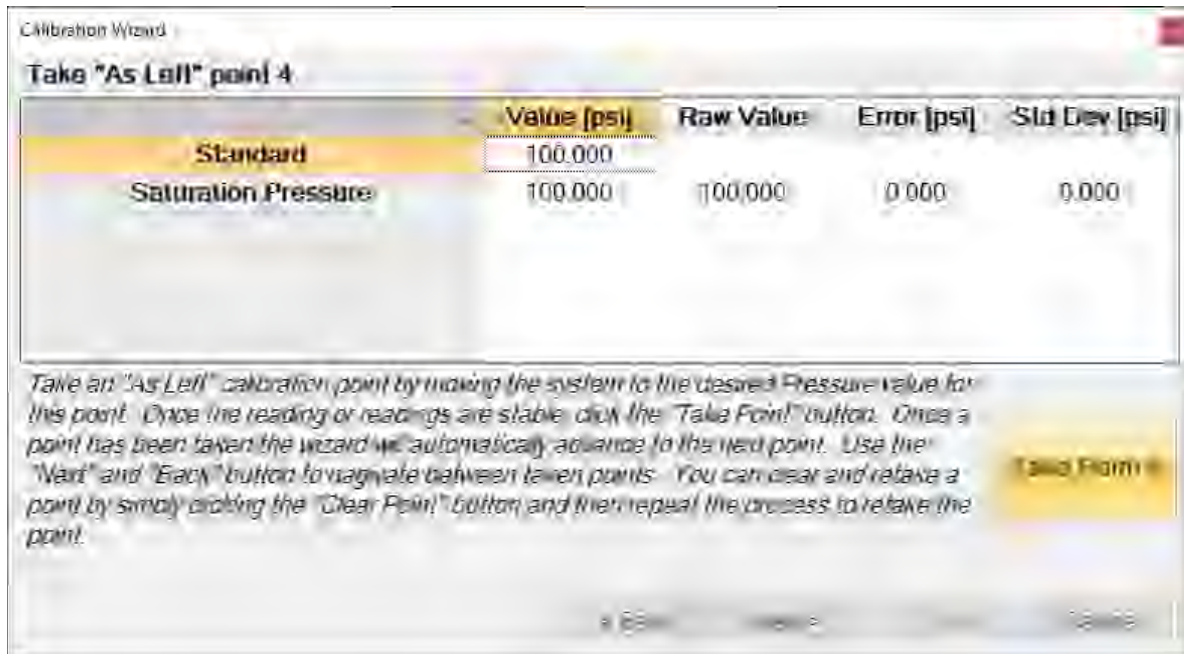 Calibration Wizard
Take "As Left" point 4
Value [psi] Raw Value Error [psi] Std Dev [psi]
Standard 100.000
Saturation Pressure 100.000 100.000 0.000 0.000
Take an "As Left" calibration point by moving the system to the desired Pressure value for
this point. Once the reading or readings are stable, click the "Take Point" button. Once a
point has been taken the wizard will automatically advance to the next point. Use the
"Next" and "Back" button to nagivate between taken points. You can clear and retake a
point by simply clicking the "Clear Point" button and then repeat the process to retake the
point.
Take Point 4